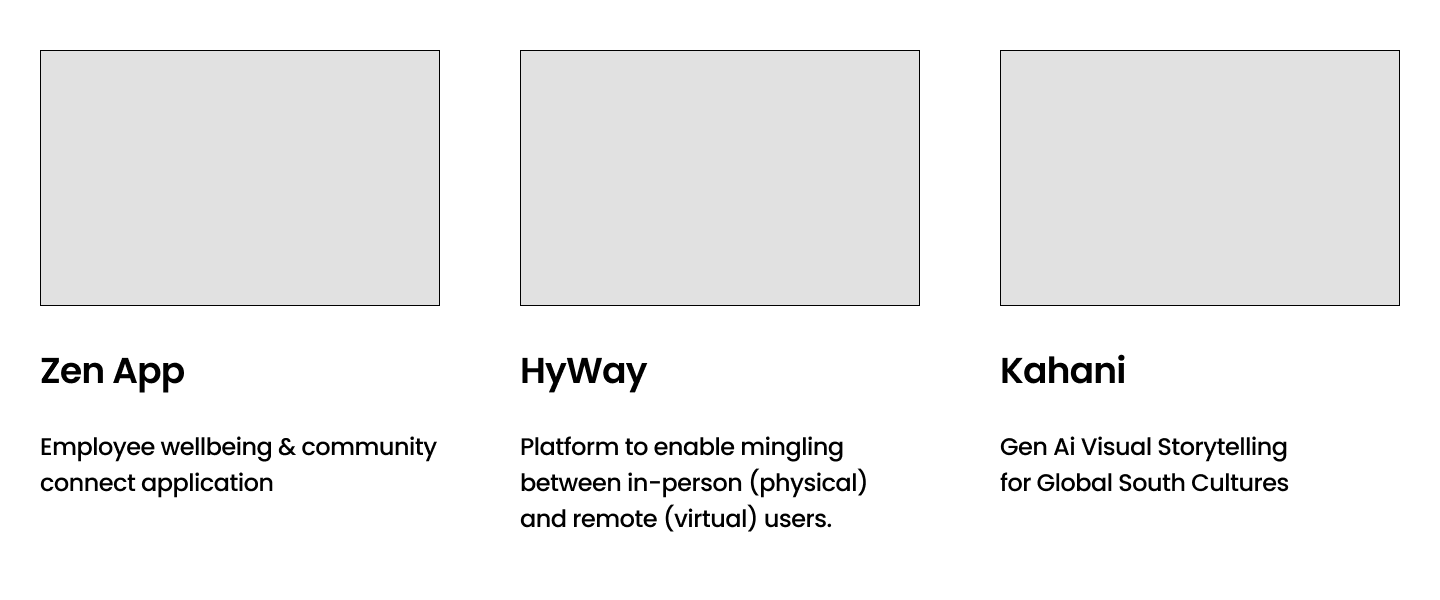 Zen App
Employee wellbeing & community
connect application
HyWay
Platform to enable mingling
between in-person (physical)
and remote (virtual) users.
Kahani
Gen Ai Visual Storytelling
for Global South Cultures